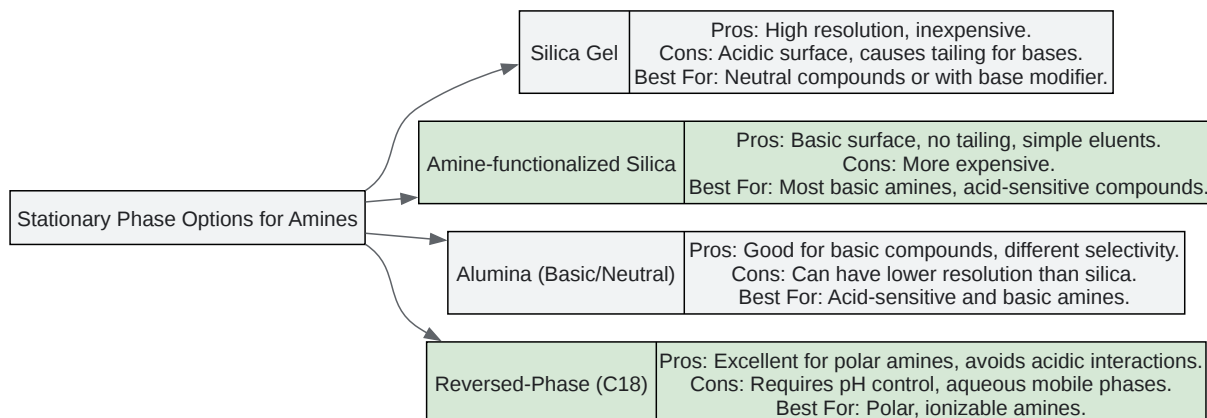 Stationary Phase Options for Amines
Silica Gel
Pros: High resolution, inexpensive.
Cons: Acidic surface, causes tailing for bases.
Best For: Neutral compounds or with base modifier.
Amine-functionalized Silica
Pros: Basic surface, no tailing, simple eluents.
Cons: More expensive.
Best For: Most basic amines, acid-sensitive compounds.
Alumina (Basic/Neutral)
Pros: Good for basic compounds, different selectivity.
Cons: Can have lower resolution than silica.
Best For: Acid-sensitive and basic amines.
Reversed-Phase (C18)
Pros: Excellent for polar amines, avoids acidic interactions.
Cons: Requires pH control, aqueous mobile phases.
Best For: Polar, ionizable amines.